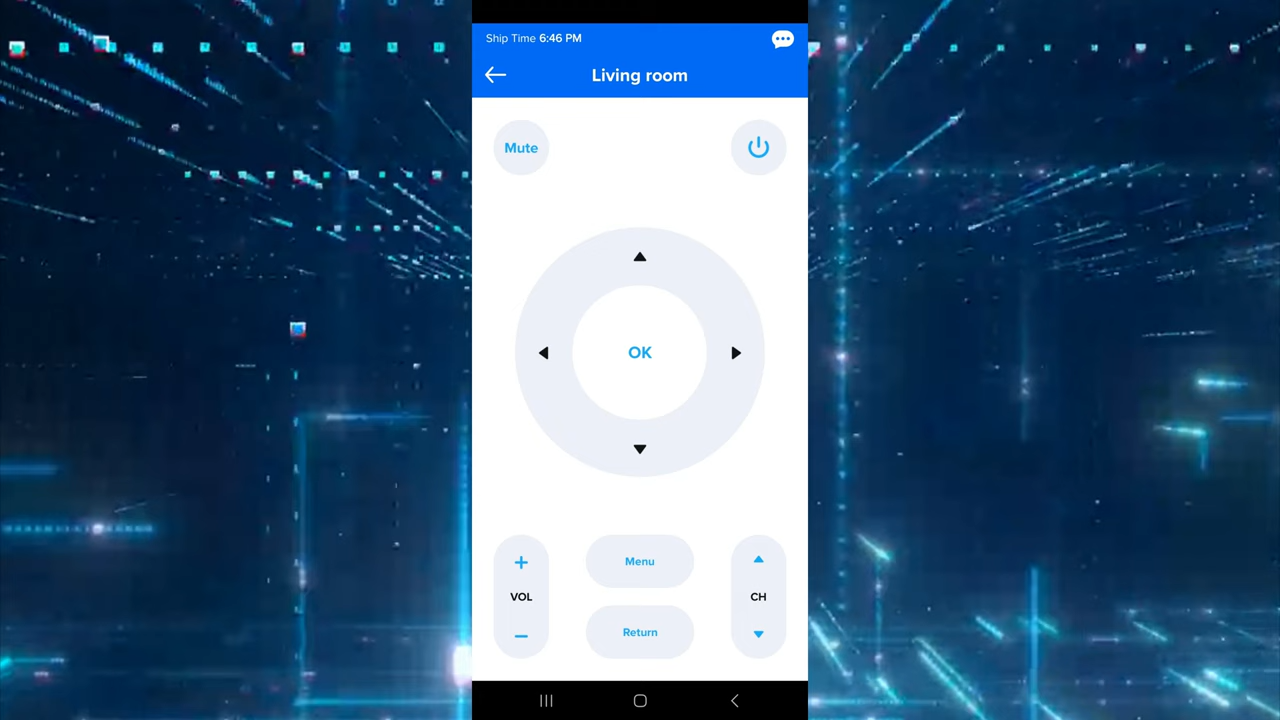 Ship Time 6:46 PM
Living room
Mute
OK
Menu
VOL
CH
Return